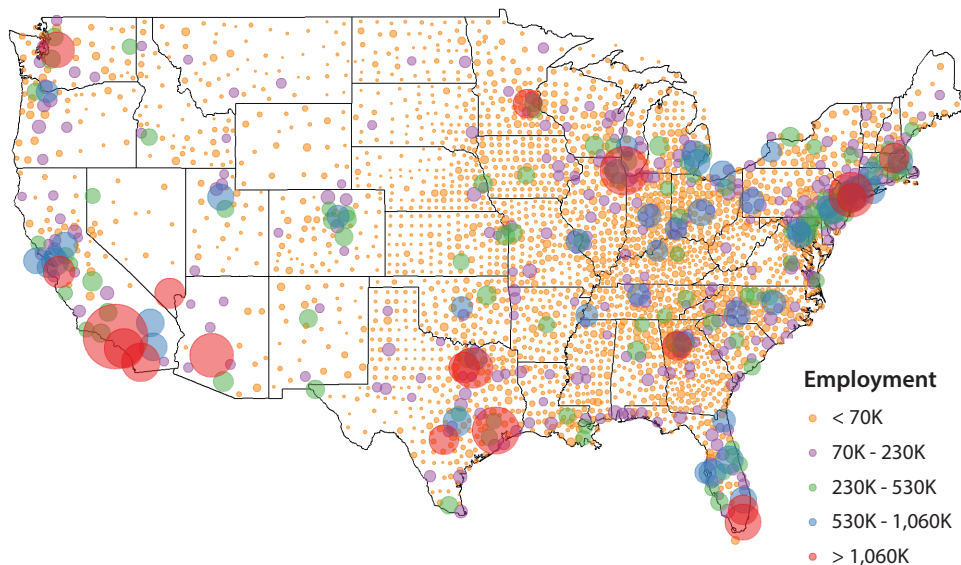 Employment
< 70K
70K - 230K
230K - 530K
530K - 1,060K
> 1,060K